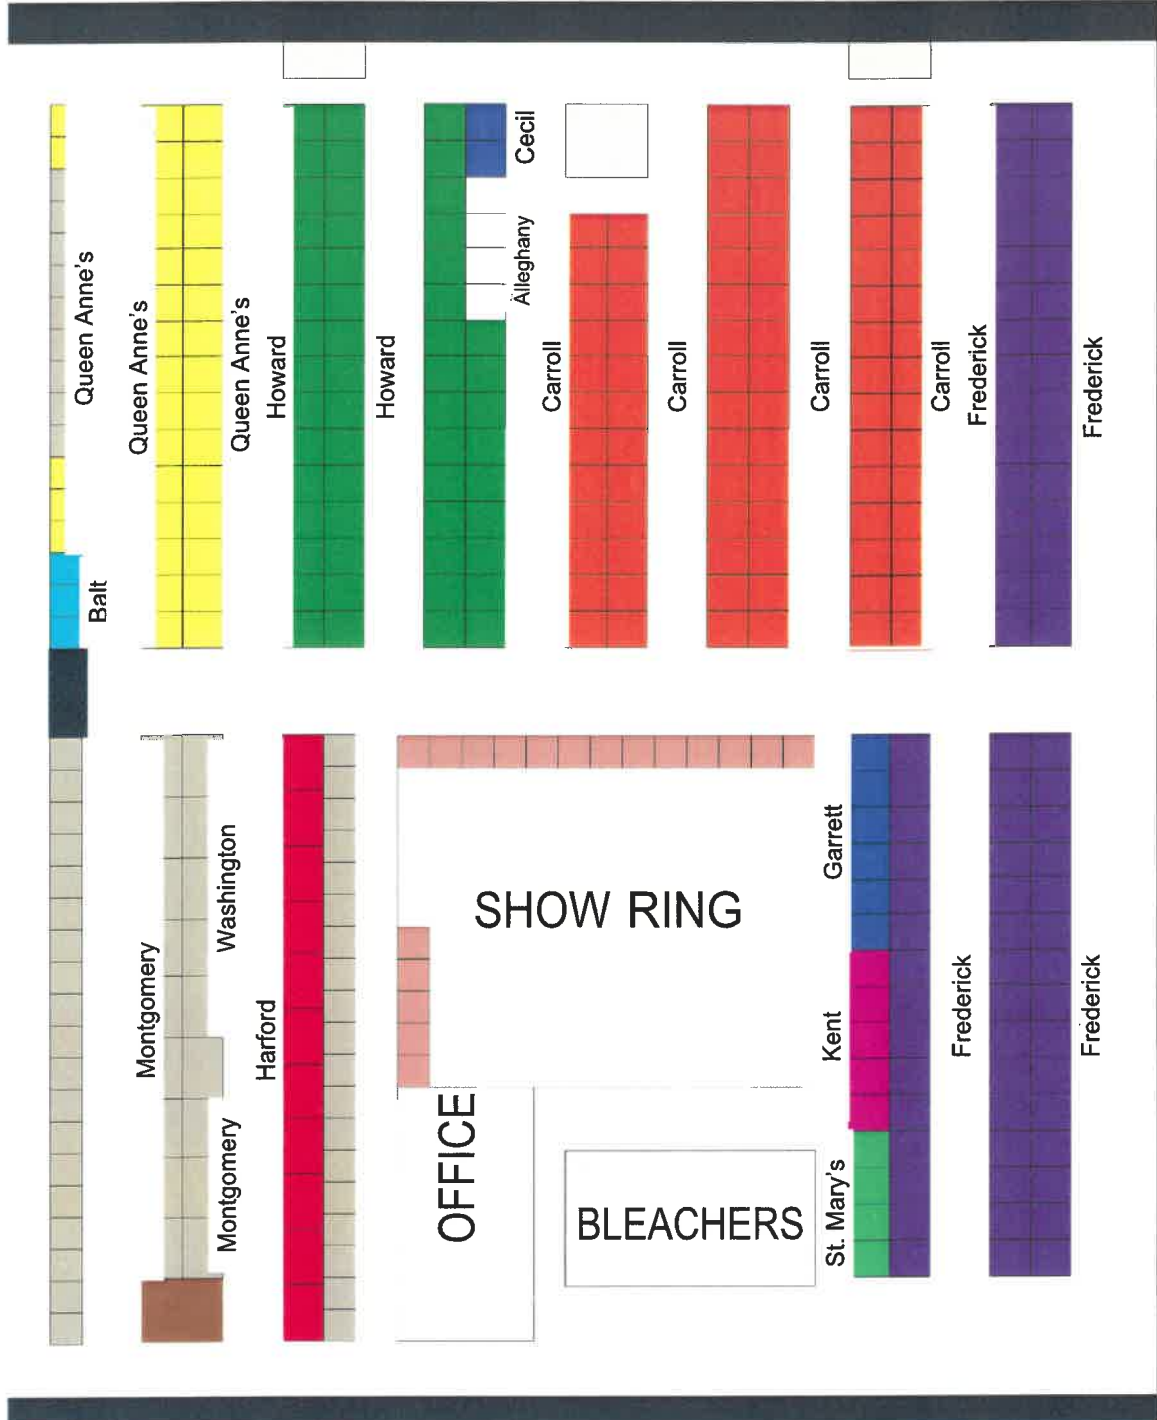 Cecil
Alleghany
Queen Anne's
Queen Anne's
Queen Anne's
Howard
Howard
Carroll
Carroll
Carroll
Carroll
Frederick
Frederick
Balt
SHOW RING
Washington
Garrett
Montgomery
Harford
Kent
Frederick
Frederick
Montgomery
OFFICE
BLEACHERS
St. Mary's